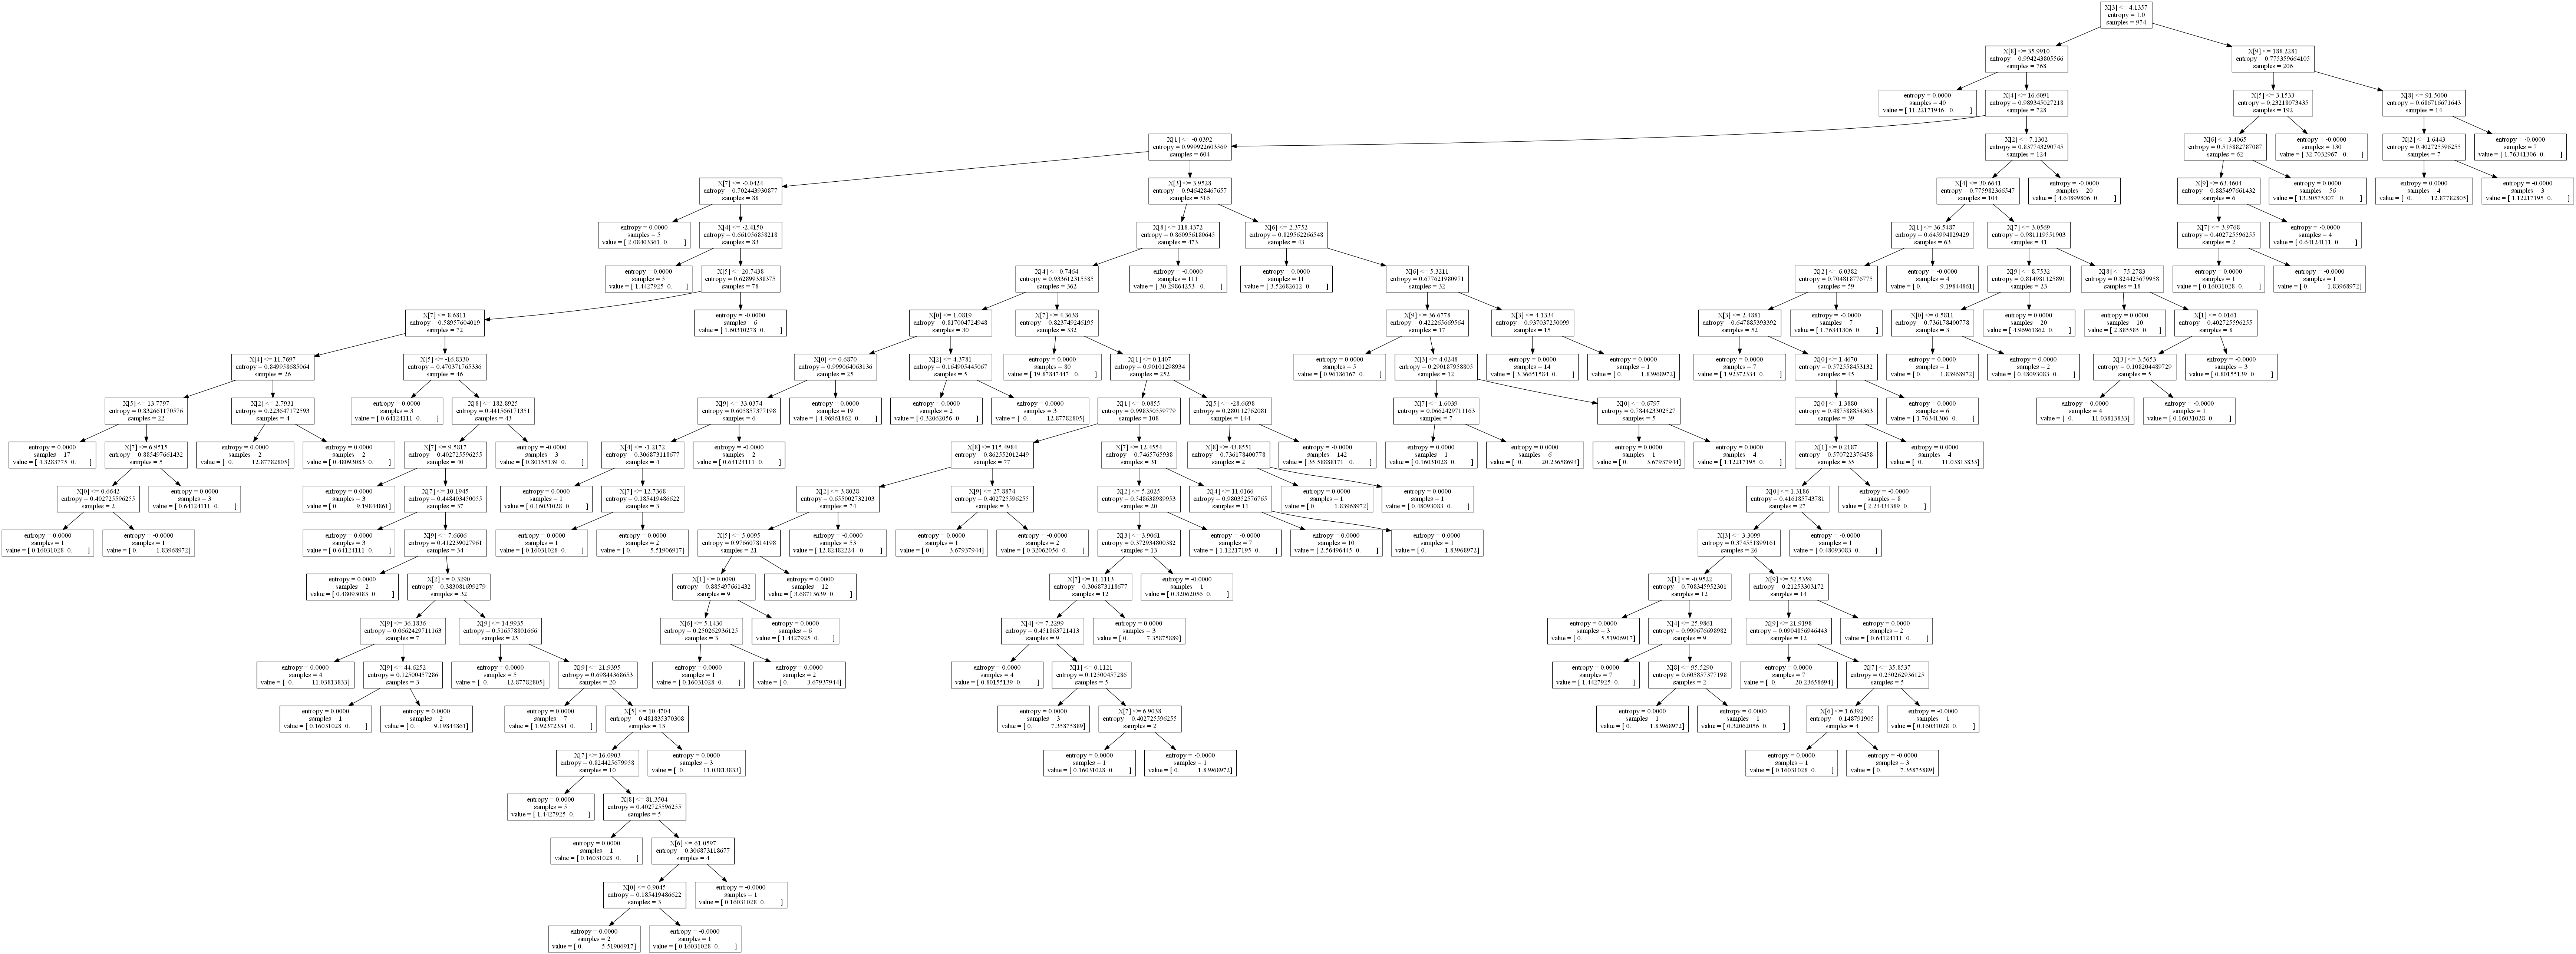 X[3] <= 4.1357
entropy = 1.0
samples = 974
X[8] <= 35.9910
entropy = 0.994243805566
samples = 768
X[9] <= 188.2281
entropy = 0.775359664105
samples = 206
entropy = 0.0000
samples = 40
value = [ 11.22171946 0. ]
X[4] <= 16.6091
entropy = 0.989345027218
samples = 728
X[5] <= 3.1533
entropy = 0.23218073435
samples = 192
X[8] <= 91.5000
entropy = 0.686716671643
samples = 14
X[1] <= -0.0392
entropy = 0.999922603569
samples = 604
X[2] <= 7.1302
entropy = 0.837743290745
samples = 124
X[6] <= 3.4065
entropy = 0.515882787087
samples = 62
entropy = -0.0000
samples = 130
value = [ 32.7032967 0. ]
X[2] <= 1.6443
entropy = 0.402725596255
samples = 7
entropy = -0.0000
samples = 7
value = [ 1.76341306 0. ]
X[7] <= -0.0424
entropy = 0.702443930877
samples = 88
X[3] <= 3.9528
entropy = 0.946428467657
samples = 516
X[4] <= 30.6641
entropy = 0.775982366547
samples = 104
entropy = -0.0000
samples = 20
value = [ 4.64899806 0. ]
X[9] <= 63.4604
entropy = 0.885497661432
samples = 6
entropy = 0.0000
samples = 56
value = [ 13.30575307 0. ]
entropy = 0.0000
samples = 4
value = [ 0. 12.87782805]
entropy = -0.0000
samples = 3
value = [ 1.12217195 0. ]
entropy = 0.0000
samples = 5
value = [ 2.08403361 0. ]
X[4] <= -2.4150
entropy = 0.661056858218
samples = 83
X[8] <= 118.4372
entropy = 0.860956180645
samples = 473
X[6] <= 2.3752
entropy = 0.829562266548
samples = 43
X[1] <= 36.5487
entropy = 0.645994829429
samples = 63
X[7] <= 3.0569
entropy = 0.981119551903
samples = 41
X[7] <= 3.9768
entropy = 0.402725596255
samples = 2
entropy = -0.0000
samples = 4
value = [ 0.64124111 0. ]
entropy = 0.0000
samples = 5
value = [ 1.4427925 0. ]
X[5] <= 20.7438
entropy = 0.62899338375
samples = 78
X[4] <= 0.7464
entropy = 0.933612315585
samples = 362
entropy = -0.0000
samples = 111
value = [ 30.29864253 0. ]
entropy = 0.0000
samples = 11
value = [ 3.52682612 0. ]
X[6] <= 5.3211
entropy = 0.677621980971
samples = 32
X[2] <= 6.0382
entropy = 0.704818776775
samples = 59
entropy = -0.0000
samples = 4
value = [ 0. 9.19844861]
X[9] <= 8.7532
entropy = 0.814981125891
samples = 23
X[8] <= 75.2783
entropy = 0.824425679958
samples = 18
entropy = 0.0000
samples = 1
value = [ 0.16031028 0. ]
entropy = -0.0000
samples = 1
value = [ 0. 1.83968972]
X[7] <= 8.6811
entropy = 0.58957604019
samples = 72
entropy = -0.0000
samples = 6
value = [ 1.60310278 0. ]
X[0] <= 1.0819
entropy = 0.817004724948
samples = 30
X[7] <= 4.3638
entropy = 0.823749246195
samples = 332
X[9] <= 36.6778
entropy = 0.422265669564
samples = 17
X[3] <= 4.1334
entropy = 0.937037250099
samples = 15
X[3] <= 2.4881
entropy = 0.647885393392
samples = 52
entropy = -0.0000
samples = 7
value = [ 1.76341306 0. ]
X[0] <= 0.5811
entropy = 0.736178400778
samples = 3
entropy = 0.0000
samples = 20
value = [ 4.96961862 0. ]
entropy = 0.0000
samples = 10
value = [ 2.885585 0. ]
X[1] <= 0.0161
entropy = 0.402725596255
samples = 8
X[4] <= 11.7697
entropy = 0.849958685064
samples = 26
X[5] <= -16.8330
entropy = 0.470371765336
samples = 46
X[0] <= 0.6870
entropy = 0.999064063136
samples = 25
X[2] <= 4.3781
entropy = 0.164905445067
samples = 5
entropy = 0.0000
samples = 80
value = [ 19.87847447 0. ]
X[1] <= 0.1407
entropy = 0.90101298934
samples = 252
entropy = 0.0000
samples = 5
value = [ 0.96186167 0. ]
X[3] <= 4.0248
entropy = 0.290187958805
samples = 12
entropy = 0.0000
samples = 14
value = [ 3.36651584 0. ]
entropy = 0.0000
samples = 1
value = [ 0. 1.83968972]
entropy = 0.0000
samples = 7
value = [ 1.92372334 0. ]
X[0] <= 1.4670
entropy = 0.572558453132
samples = 45
entropy = 0.0000
samples = 1
value = [ 0. 1.83968972]
entropy = 0.0000
samples = 2
value = [ 0.48093083 0. ]
X[3] <= 3.5653
entropy = 0.108204489729
samples = 5
entropy = -0.0000
samples = 3
value = [ 0.80155139 0. ]
X[5] <= 13.7797
entropy = 0.832661170576
samples = 22
X[2] <= 2.7931
entropy = 0.223647172593
samples = 4
entropy = 0.0000
samples = 3
value = [ 0.64124111 0. ]
X[8] <= 182.8925
entropy = 0.441566171351
samples = 43
X[9] <= 33.0374
entropy = 0.605857377198
samples = 6
entropy = 0.0000
samples = 19
value = [ 4.96961862 0. ]
entropy = 0.0000
samples = 2
value = [ 0.32062056 0. ]
entropy = 0.0000
samples = 3
value = [ 0. 12.87782805]
X[1] <= 0.0855
entropy = 0.998350559779
samples = 108
X[5] <= -28.6698
entropy = 0.280112762081
samples = 144
X[7] <= 1.6039
entropy = 0.0662429711163
samples = 7
X[0] <= 0.6797
entropy = 0.784423302527
samples = 5
X[0] <= 1.3880
entropy = 0.487588854363
samples = 39
entropy = 0.0000
samples = 6
value = [ 1.76341306 0. ]
entropy = 0.0000
samples = 4
value = [ 0. 11.03813833]
entropy = -0.0000
samples = 1
value = [ 0.16031028 0. ]
entropy = 0.0000
samples = 17
value = [ 4.3283775 0. ]
X[7] <= 6.9515
entropy = 0.885497661432
samples = 5
entropy = 0.0000
samples = 2
value = [ 0. 12.87782805]
entropy = 0.0000
samples = 2
value = [ 0.48093083 0. ]
X[7] <= 9.5817
entropy = 0.402725596255
samples = 40
entropy = -0.0000
samples = 3
value = [ 0.80155139 0. ]
X[4] <= -1.2172
entropy = 0.306873118677
samples = 4
entropy = -0.0000
samples = 2
value = [ 0.64124111 0. ]
X[8] <= 115.4984
entropy = 0.862552012449
samples = 77
X[7] <= 12.4554
entropy = 0.7465765938
samples = 31
X[8] <= 43.8551
entropy = 0.736178400778
samples = 2
entropy = -0.0000
samples = 142
value = [ 35.58888171 0. ]
entropy = 0.0000
samples = 1
value = [ 0.16031028 0. ]
entropy = 0.0000
samples = 6
value = [ 0. 20.23658694]
entropy = 0.0000
samples = 1
value = [ 0. 3.67937944]
entropy = -0.0000
samples = 4
value = [ 1.12217195 0. ]
X[1] <= 0.2187
entropy = 0.570722376458
samples = 35
entropy = 0.0000
samples = 4
value = [ 0. 11.03813833]
X[0] <= 0.6642
entropy = 0.402725596255
samples = 2
entropy = 0.0000
samples = 3
value = [ 0.64124111 0. ]
entropy = 0.0000
samples = 3
value = [ 0. 9.19844861]
X[7] <= 10.1945
entropy = 0.448403450055
samples = 37
entropy = 0.0000
samples = 1
value = [ 0.16031028 0. ]
X[7] <= 12.7368
entropy = 0.185419486622
samples = 3
X[2] <= 3.8028
entropy = 0.655002732103
samples = 74
X[9] <= 27.8874
entropy = 0.402725596255
samples = 3
X[2] <= 5.2025
entropy = 0.548638989953
samples = 20
X[4] <= 11.0166
entropy = 0.980352576765
samples = 11
entropy = 0.0000
samples = 1
value = [ 0. 1.83968972]
entropy = 0.0000
samples = 1
value = [ 0.48093083 0. ]
X[0] <= 1.3186
entropy = 0.416185743781
samples = 27
entropy = -0.0000
samples = 8
value = [ 2.24434389 0. ]
entropy = 0.0000
samples = 1
value = [ 0.16031028 0. ]
entropy = -0.0000
samples = 1
value = [ 0. 1.83968972]
entropy = 0.0000
samples = 3
value = [ 0.64124111 0. ]
X[9] <= 7.6606
entropy = 0.412239027961
samples = 34
entropy = 0.0000
samples = 1
value = [ 0.16031028 0. ]
entropy = 0.0000
samples = 2
value = [ 0. 5.51906917]
X[5] <= 5.0095
entropy = 0.976607814198
samples = 21
entropy = -0.0000
samples = 53
value = [ 12.82482224 0. ]
entropy = 0.0000
samples = 1
value = [ 0. 3.67937944]
entropy = -0.0000
samples = 2
value = [ 0.32062056 0. ]
X[3] <= 3.9061
entropy = 0.372934800382
samples = 13
entropy = -0.0000
samples = 7
value = [ 1.12217195 0. ]
entropy = 0.0000
samples = 10
value = [ 2.56496445 0. ]
entropy = 0.0000
samples = 1
value = [ 0. 1.83968972]
X[3] <= 3.3099
entropy = 0.374551899161
samples = 26
entropy = -0.0000
samples = 1
value = [ 0.48093083 0. ]
entropy = 0.0000
samples = 2
value = [ 0.48093083 0. ]
X[2] <= 0.3290
entropy = 0.383081699279
samples = 32
X[1] <= 0.0090
entropy = 0.885497661432
samples = 9
entropy = 0.0000
samples = 12
value = [ 3.68713639 0. ]
X[7] <= 11.1113
entropy = 0.306873118677
samples = 12
entropy = -0.0000
samples = 1
value = [ 0.32062056 0. ]
X[1] <= -0.9522
entropy = 0.708345952301
samples = 12
X[9] <= 52.5359
entropy = 0.21253303172
samples = 14
X[9] <= 36.1836
entropy = 0.0662429711163
samples = 7
X[9] <= 14.9935
entropy = 0.516578801666
samples = 25
X[6] <= 5.1430
entropy = 0.250262936125
samples = 3
entropy = 0.0000
samples = 6
value = [ 1.4427925 0. ]
X[4] <= 7.2299
entropy = 0.451863721413
samples = 9
entropy = 0.0000
samples = 3
value = [ 0. 7.35875889]
entropy = 0.0000
samples = 3
value = [ 0. 5.51906917]
X[4] <= 25.9861
entropy = 0.999676698982
samples = 9
X[9] <= 21.9198
entropy = 0.0904856946443
samples = 12
entropy = 0.0000
samples = 2
value = [ 0.64124111 0. ]
entropy = 0.0000
samples = 4
value = [ 0. 11.03813833]
X[9] <= 44.6252
entropy = 0.12500457286
samples = 3
entropy = 0.0000
samples = 5
value = [ 0. 12.87782805]
X[9] <= 21.9395
entropy = 0.69844368653
samples = 20
entropy = 0.0000
samples = 1
value = [ 0.16031028 0. ]
entropy = 0.0000
samples = 2
value = [ 0. 3.67937944]
entropy = 0.0000
samples = 4
value = [ 0.80155139 0. ]
X[1] <= 0.1121
entropy = 0.12500457286
samples = 5
entropy = 0.0000
samples = 7
value = [ 1.4427925 0. ]
X[8] <= 95.5290
entropy = 0.605857377198
samples = 2
entropy = 0.0000
samples = 7
value = [ 0. 20.23658694]
X[7] <= 35.8537
entropy = 0.250262936125
samples = 5
entropy = 0.0000
samples = 1
value = [ 0.16031028 0. ]
entropy = 0.0000
samples = 2
value = [ 0. 9.19844861]
entropy = 0.0000
samples = 7
value = [ 1.92372334 0. ]
X[5] <= 10.4704
entropy = 0.481835370308
samples = 13
entropy = 0.0000
samples = 3
value = [ 0. 7.35875889]
X[7] <= 6.9038
entropy = 0.402725596255
samples = 2
entropy = 0.0000
samples = 1
value = [ 0. 1.83968972]
entropy = 0.0000
samples = 1
value = [ 0.32062056 0. ]
X[6] <= 1.6392
entropy = 0.148791905
samples = 4
entropy = -0.0000
samples = 1
value = [ 0.16031028 0. ]
X[7] <= 16.0903
entropy = 0.824425679958
samples = 10
entropy = 0.0000
samples = 3
value = [ 0. 11.03813833]
entropy = 0.0000
samples = 1
value = [ 0.16031028 0. ]
entropy = -0.0000
samples = 1
value = [ 0. 1.83968972]
entropy = 0.0000
samples = 1
value = [ 0.16031028 0. ]
entropy = -0.0000
samples = 3
value = [ 0. 7.35875889]
entropy = 0.0000
samples = 5
value = [ 1.4427925 0. ]
X[8] <= 81.3504
entropy = 0.402725596255
samples = 5
entropy = 0.0000
samples = 1
value = [ 0.16031028 0. ]
X[6] <= 61.0597
entropy = 0.306873118677
samples = 4
X[0] <= 0.9045
entropy = 0.185419486622
samples = 3
entropy = -0.0000
samples = 1
value = [ 0.16031028 0. ]
entropy = 0.0000
samples = 2
value = [ 0. 5.51906917]
entropy = -0.0000
samples = 1
value = [ 0.16031028 0. ]